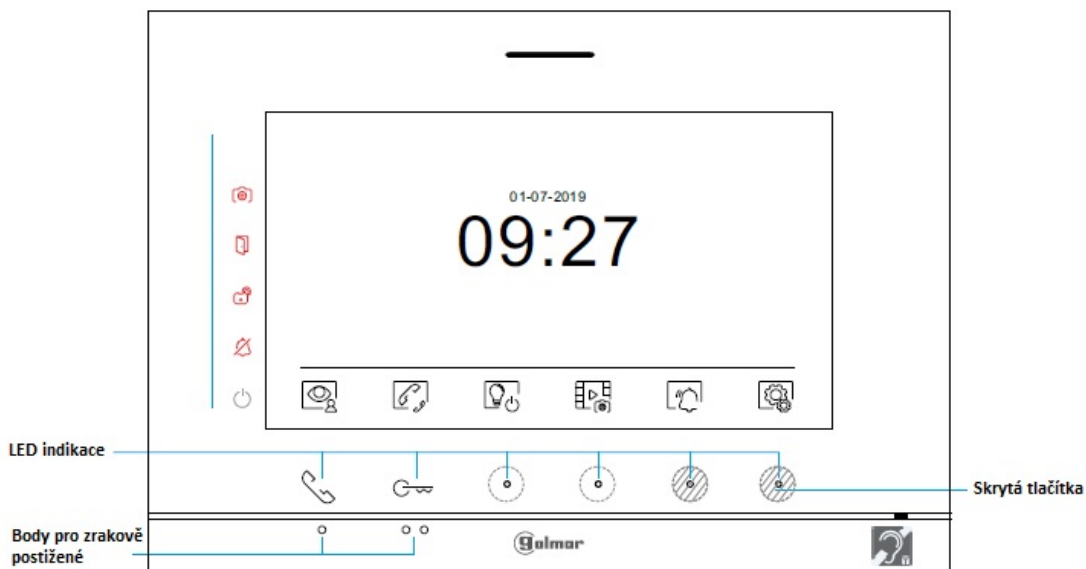 01-07-2019
09:27
LED indikace
Skrytá tlačítka
Body pro zrakově
postižené
golmar
T